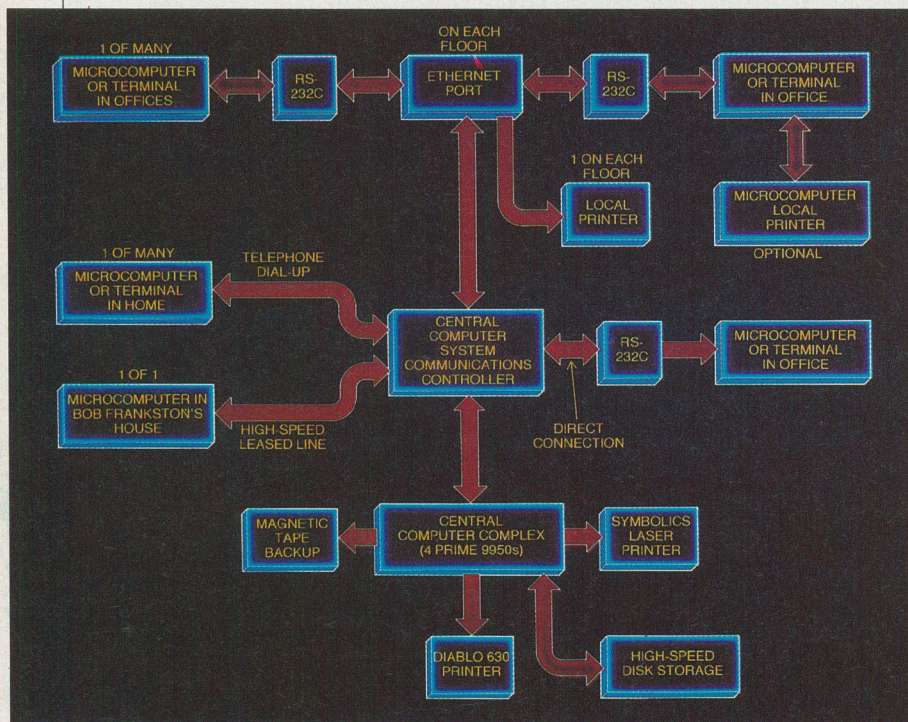 1 OF MANY
MICROCOMPUTER
OR TERMINAL
IN OFFICES
RS-
232C
ON EACH
FLOOR
ETHERNET
PORT
RS-
232C
MICROCOMPUTER
OR TERMINAL
IN OFFICE
1 ON EACH
FLOOR
LOCAL
PRINTER
MICROCOMPUTER
LOCAL
PRINTER
OPTIONAL
1 OF MANY
MICROCOMPUTER
OR TERMINAL
IN HOME
TELEPHONE
DIAL-UP
CENTRAL
COMPUTER
SYSTEM
COMMUNICATIONS
CONTROLLER
RS-
232C
MICROCOMPUTER
OR TERMINAL
IN OFFICE
1 OF 1
MICROCOMPUTER IN
BOB FRANKSTON'S
HOUSE
HIGH-SPEED
LEASED LINE
DIRECT
CONNECTION
MAGNETIC
TAPE
BACKUP
CENTRAL
COMPUTER COMPLEX
(4 PRIME 9950s)
SYMBOLICS
LASER
PRINTER
DIABLO 630
PRINTER
HIGH-SPEED
DISK STORAGE